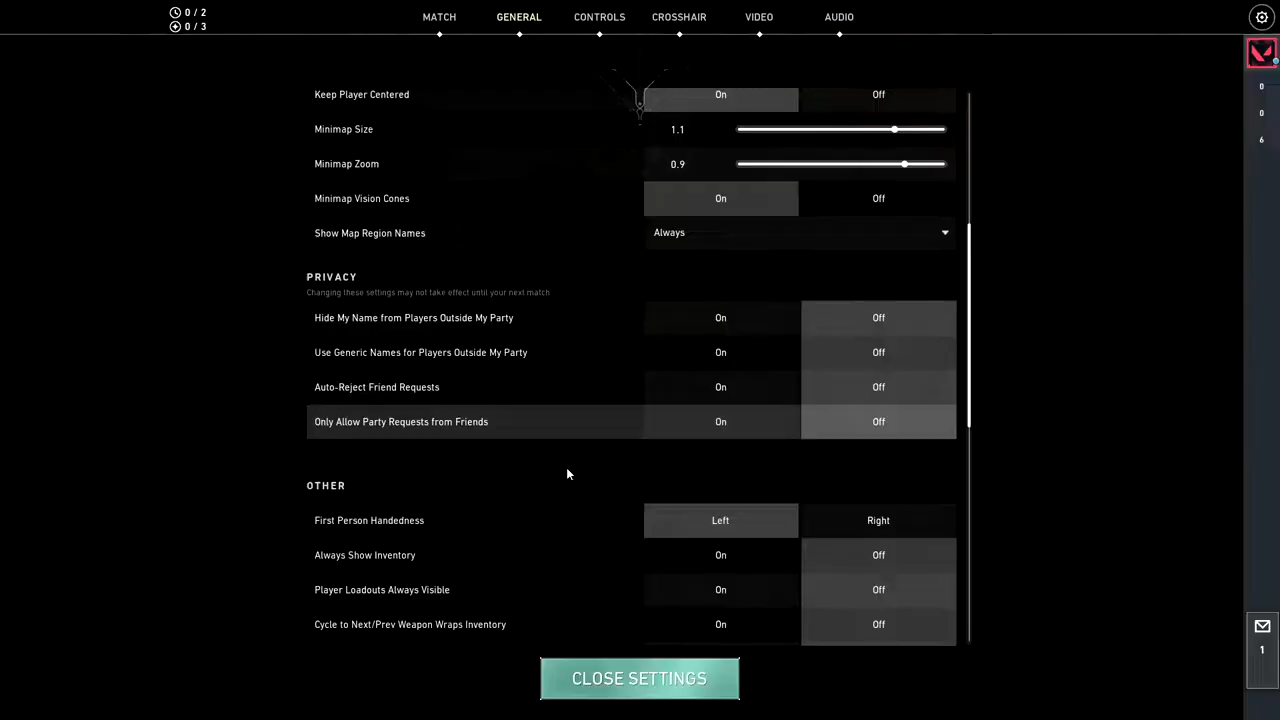 0 / 2
0 / 3
MATCH
GENERAL
CONTROLS
CROSSHAIR
VIDEO
AUDIO
Keep Player Centered On Off
Minimap Size 1.1
Minimap Zoom 0.9
Minimap Vision Cones On Off
Show Map Region Names Always
PRIVACY
Changing these settings may not take effect until your next match
Hide My Name from Players Outside My Party On Off
Use Generic Names for Players Outside My Party On Off
Auto-Reject Friend Requests On Off
Only Allow Party Requests from Friends On Off
OTHER
First Person Handedness Left Right
Always Show Inventory On Off
Player Loadouts Always Visible On Off
Cycle to Next/Prev Weapon Wraps Inventory On Off
CLOSE SETTINGS
0
0
6
1